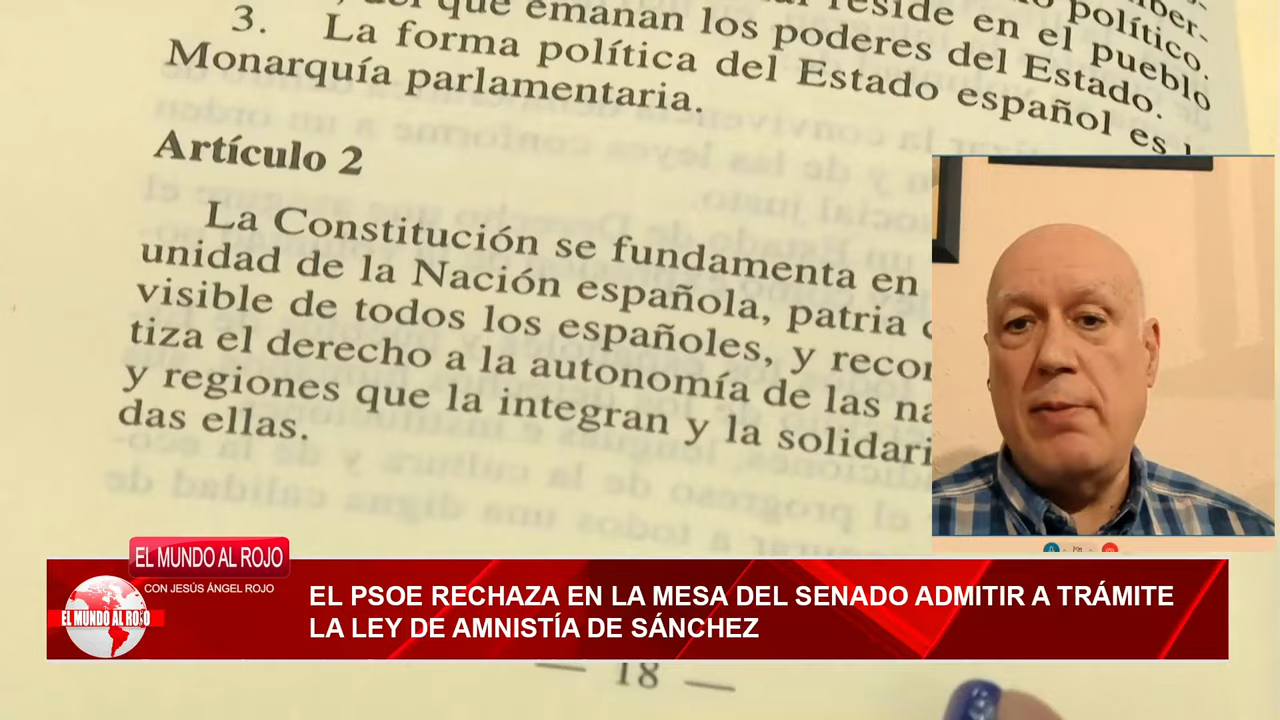 reside en el pueblo
del que emanan los poderes del Estado.
político.
3. La forma política del Estado español es
Monarquía parlamentaria.
Artículo 2
La Constitución se fundamenta en
unidad de la Nación española, patria
visible de todos los españoles, y recon
tiza el derecho a la autonomía de las na
y regiones que la integran y la solidari
das ellas.
EL MUNDO AL ROJO
CON JESÚS ÁNGEL ROJO
EL MUNDO AL ROJO
EL PSOE RECHAZA EN LA MESA DEL SENADO ADMITIR A TRÁMITE
LA LEY DE AMNISTÍA DE SÁNCHEZ
— 18 —